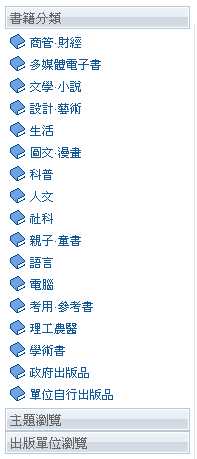 書籍分類
商管‧財經
多媒體電子書
文學‧小說
設計‧藝術
生活
圖文‧漫畫
科普
人文
社科
親子‧童書
語言
電腦
考用‧參考書
理工農醫
學術書
政府出版品
單位自行出版品
主題瀏覽
出版單位瀏覽